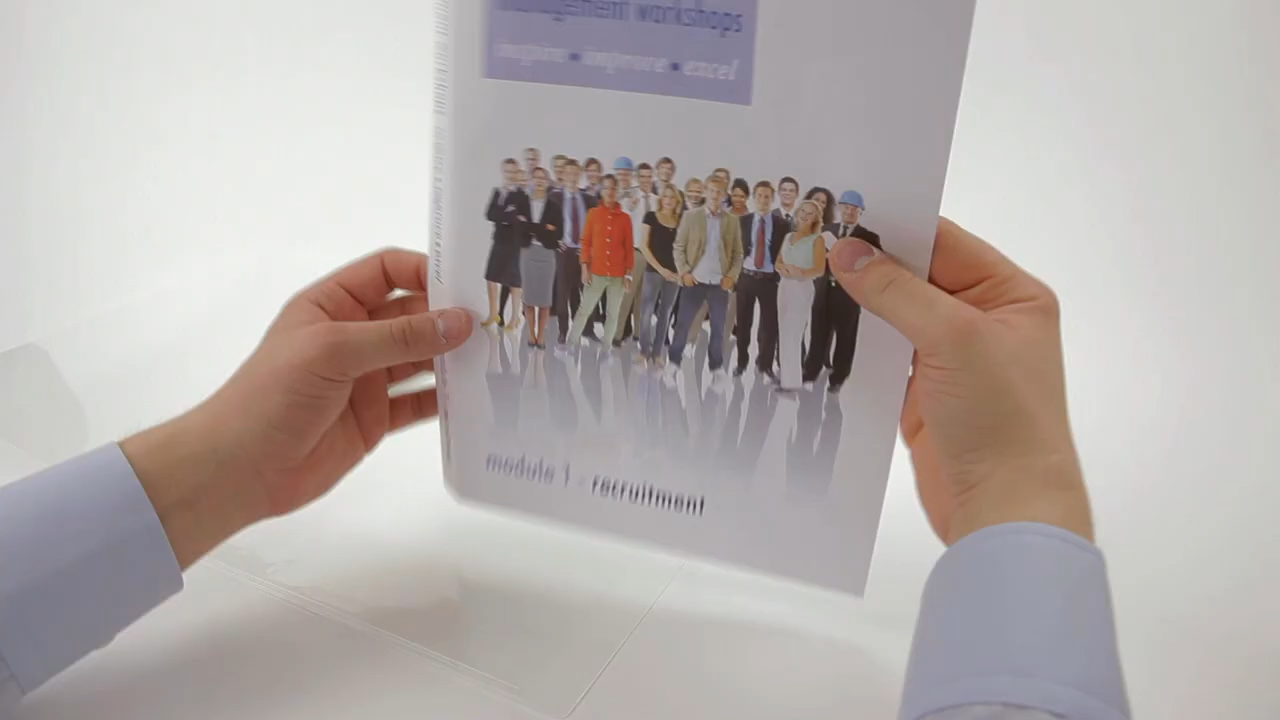 management workshops
inspire • improve • excel
module 1 - recruitment